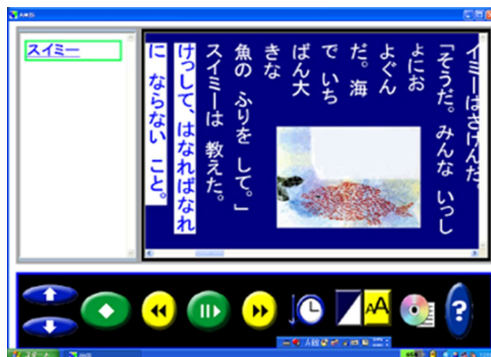 AMIS
スイミー
イミーはさけんだ。
「そうだ。みんな いっし
ょにお
よぐん
だ。海
で いち
ばん大
きな
魚の ふりを して。」
スイミーは 教えた。
けっして、はなればなれ
に ならない こと。
AA
?